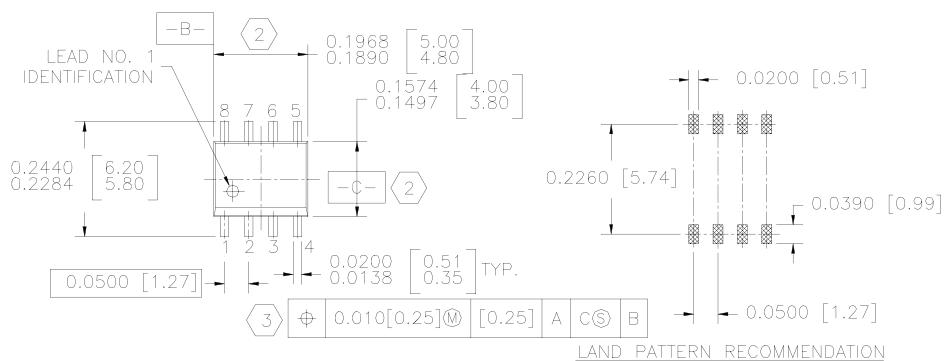 -B-
2
0.1968 [5.00]
0.1890 [4.80]
LEAD NO. 1
IDENTIFICATION
0.1574 [4.00]
0.1497 [3.80]
8 7 6 5
0.2440 [6.20]
0.2284 [5.80]
-C-
2
1 2 3 4
0.0200 [0.51]
0.0138 [0.35]
TYP.
0.0500 [1.27]
3
⌖ 0.010[0.25]Ⓜ [0.25] A CⓈ B
0.0200 [0.51]
0.2260 [5.74]
0.0390 [0.99]
0.0500 [1.27]
LAND PATTERN RECOMMENDATION